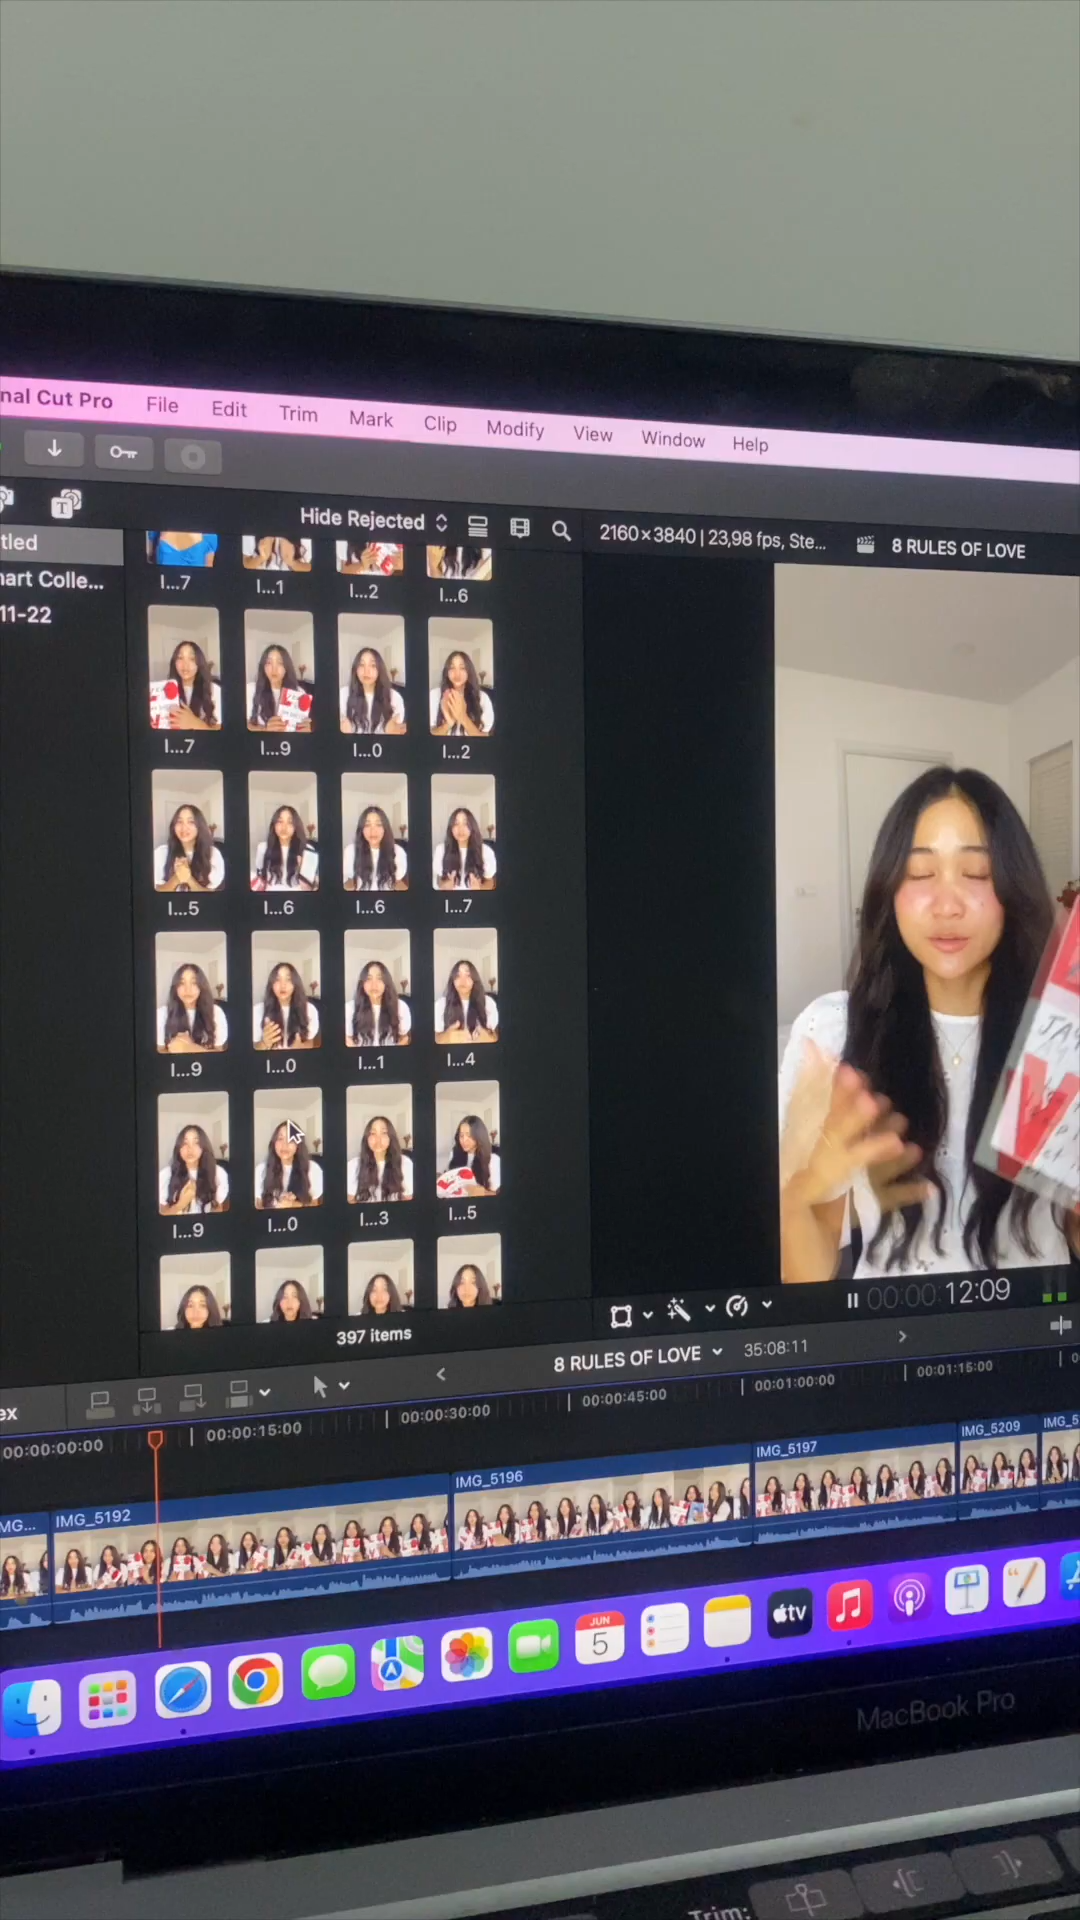 nal Cut Pro File Edit Trim Mark Clip Modify View Window Help
Hide Rejected
2160×3840 | 23,98 fps, Ste...
8 RULES OF LOVE
tled
nart Colle...
11-22
I...7 I...1 I...2 I...6
I...7 I...9 I...0 I...2
I...5 I...6 I...6 I...7
I...9 I...0 I...1 I...4
I...9 I...0 I...3 I...5
397 items
00:00:12:09
8 RULES OF LOVE
35:08:11
ex
00:00:00:00 00:00:15:00 00:00:30:00 00:00:45:00 00:01:00:00 00:01:15:00
MG... IMG_5192 IMG_5196 IMG_5197 IMG_5209 IMG_5
JUN
5
tv
MacBook Pro
Trim: